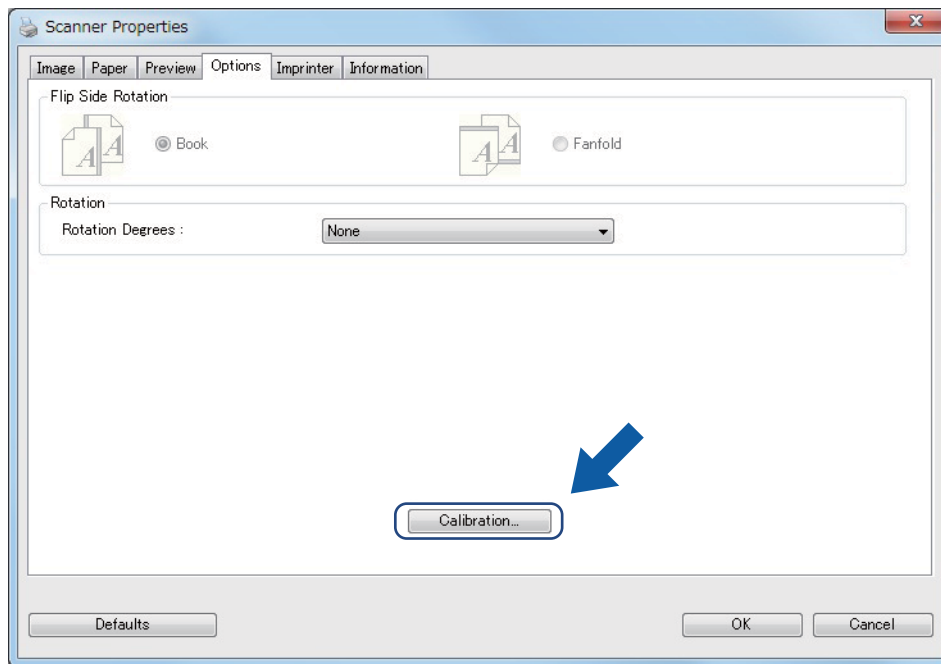 Scanner Properties
Image Paper Preview Options Imprinter Information
Flip Side Rotation
A A Book A A Fanfold
Rotation
Rotation Degrees : None
Calibration...
Defaults OK Cancel